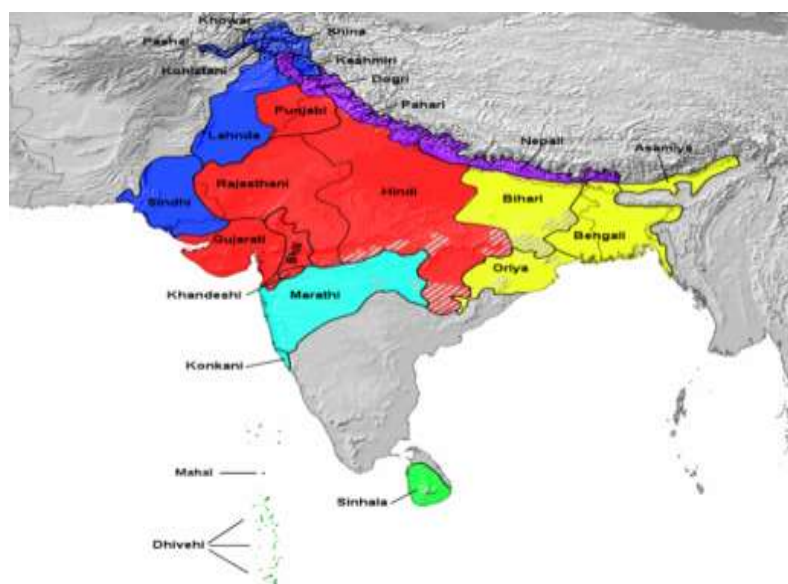 Khowar
Shina
Pashai
Kohistani
Kashmiri
Dogri
Punjabi
Pahari
Lahnda
Nepali
Asamiya
Rajasthani
Hindi
Bihari
Sindhi
Bengali
Gujarati
Bhil
Oriya
Khandeshi
Marathi
Konkani
Mahal
Sinhala
Dhivehi